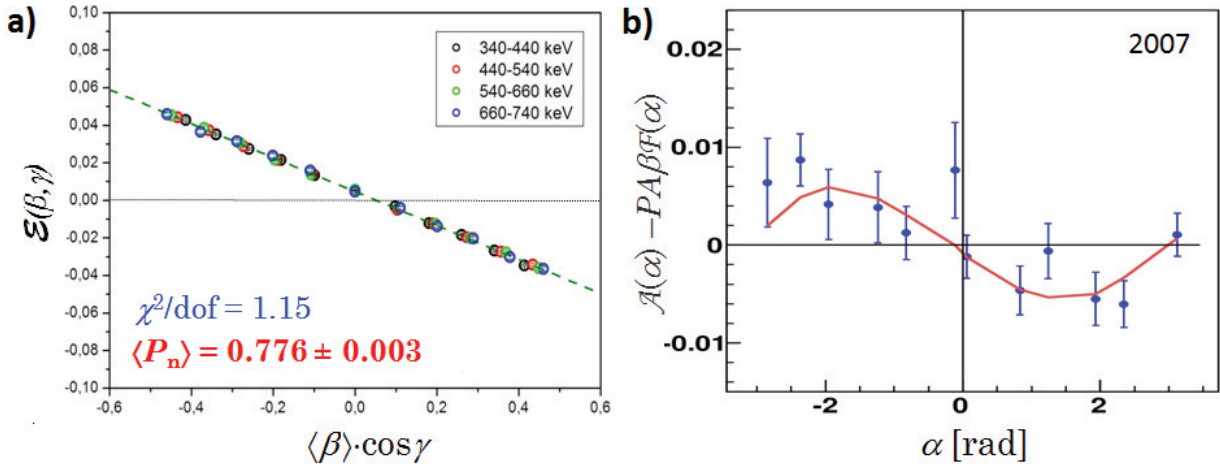 a)
0,10
0,08
0,06
0,04
0,02
0,00
-0,02
-0,04
-0,06
-0,08
-0,10
ℰ(β,γ)
340-440 keV
440-540 keV
540-660 keV
660-740 keV
χ²/dof = 1.15
⟨Pₙ⟩ = 0.776 ± 0.003
-0,6 -0,4 -0,2 0,0 0,2 0,4 0,6
⟨β⟩·cosγ
b)
2007
0.02
0.01
0
-0.01
𝒜(α) −PAβℱ(α)
-2 0 2
α [rad]